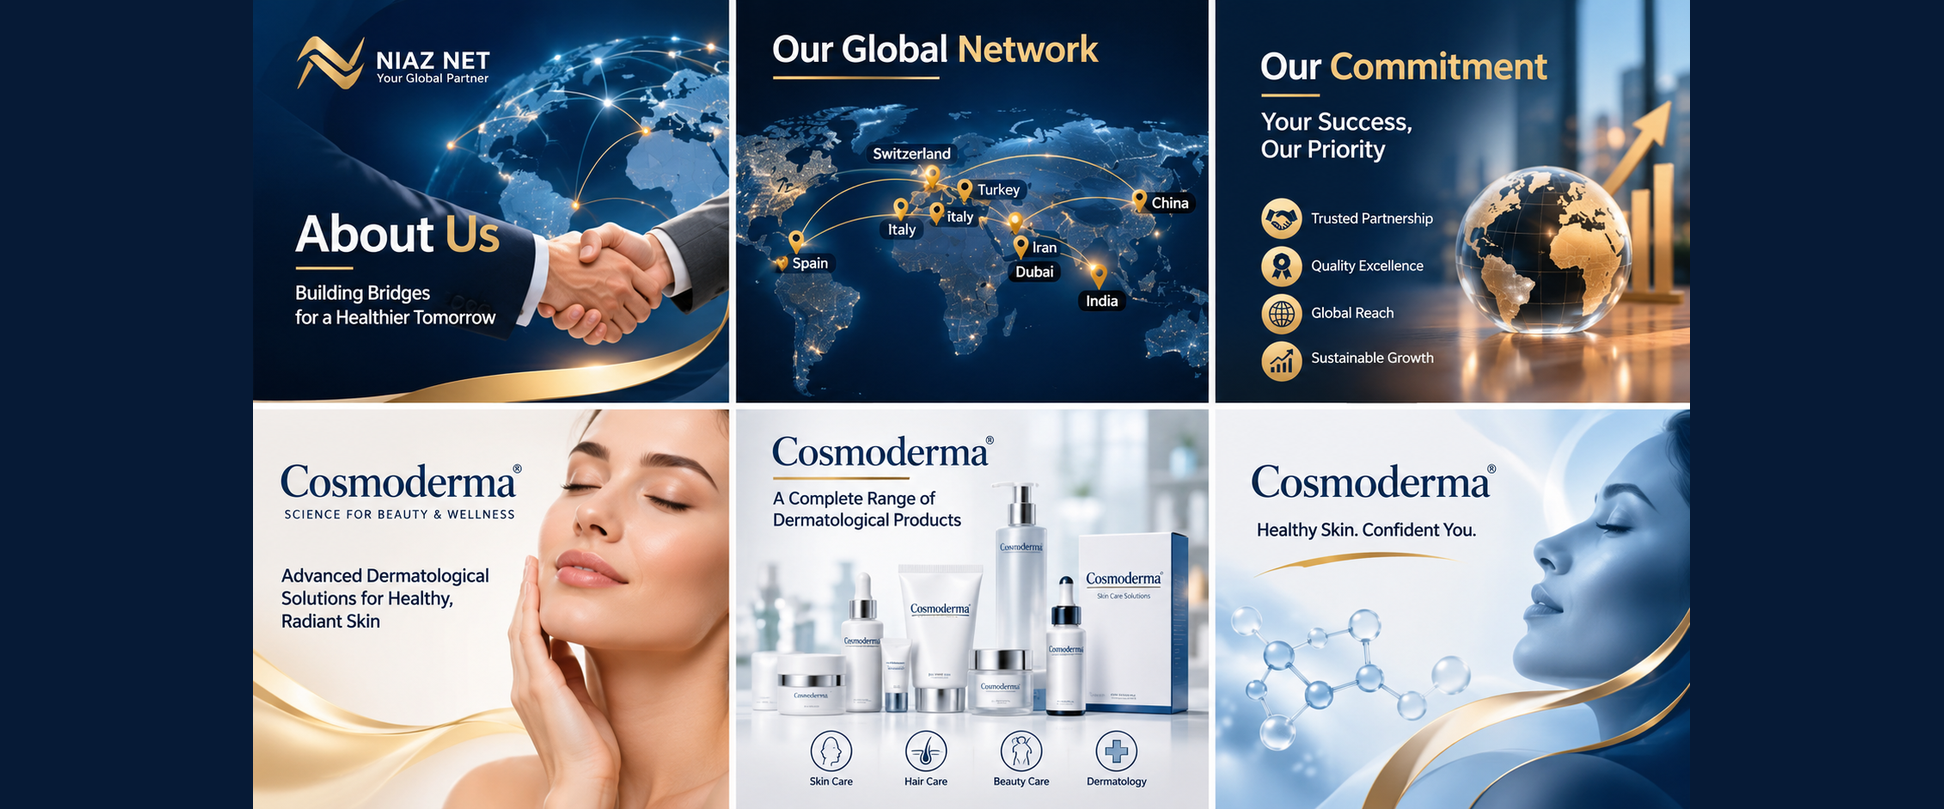 NIAZ NET
Your Global Partner
About Us
Building Bridges
for a Healthier Tomorrow
Our Global Network
Switzerland
Turkey
China
italy
Italy
Iran
Spain
Dubai
India
Our Commitment
Your Success,
Our Priority
Trusted Partnership
Quality Excellence
Global Reach
Sustainable Growth
Cosmoderma®
SCIENCE FOR BEAUTY & WELLNESS
Advanced Dermatological
Solutions for Healthy,
Radiant Skin
Cosmoderma®
A Complete Range of
Dermatological Products
Cosmoderma
Cosmoderma
Skin Care Solutions
Cosmoderma
Cosmoderma
Cosmoderma
Cosmoderma
Cosmoderma
Skin Care
Hair Care
Beauty Care
Dermatology
Cosmoderma®
Healthy Skin. Confident You.